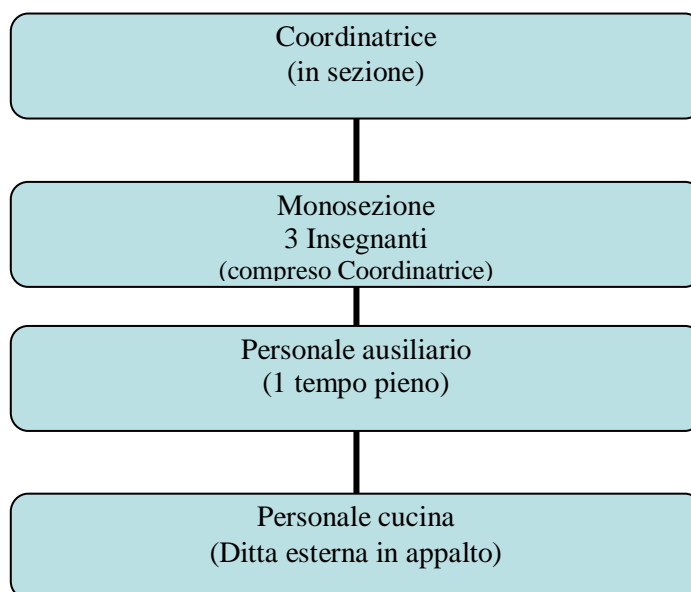 Coordinatrice
(in sezione)
Monosezione
3 Insegnanti
(compreso Coordinatrice)
Personale ausiliario
(1 tempo pieno)
Personale cucina
(Ditta esterna in appalto)